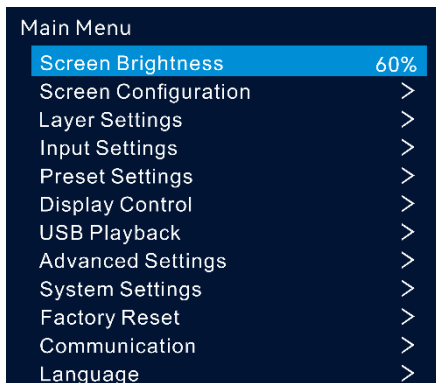 Main Menu
Screen Brightness 60%
Screen Configuration >
Layer Settings >
Input Settings >
Preset Settings >
Display Control >
USB Playback >
Advanced Settings >
System Settings >
Factory Reset >
Communication >
Language >